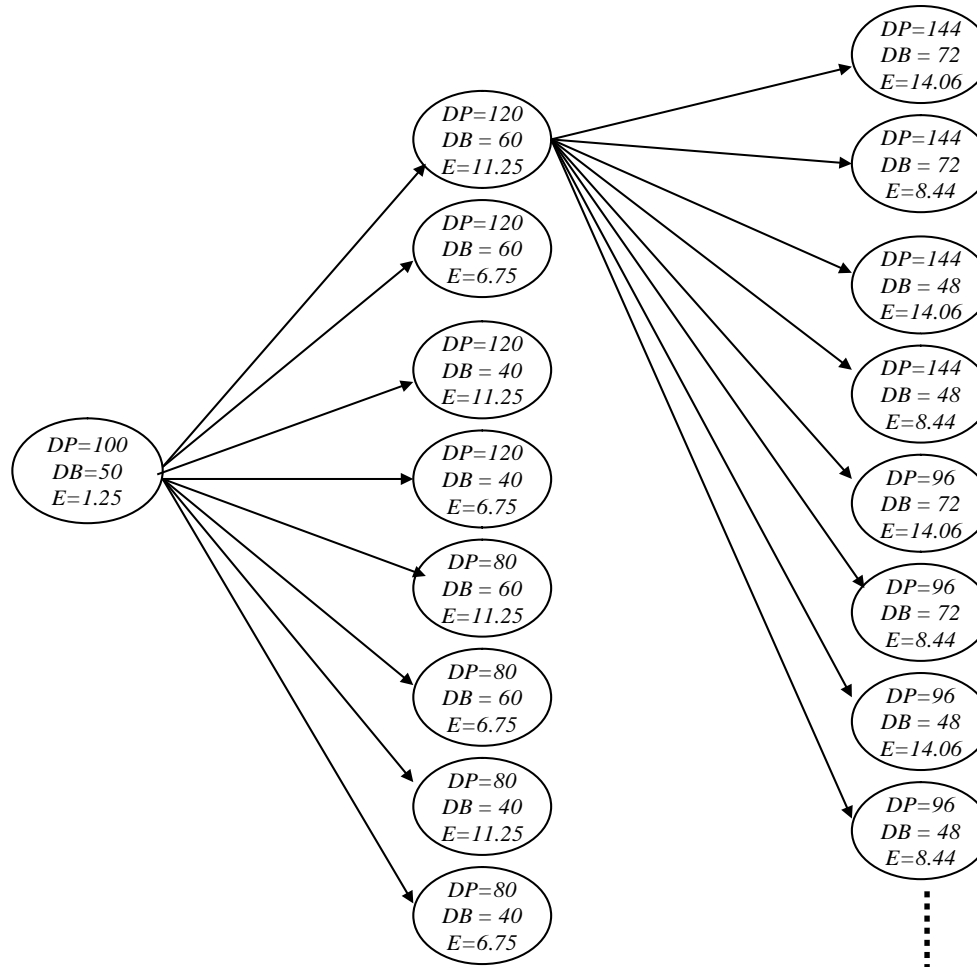 DP=100
DB=50
E=1.25
DP=120
DB = 60
E=11.25
DP=120
DB = 60
E=6.75
DP=120
DB = 40
E=11.25
DP=120
DB = 40
E=6.75
DP=80
DB = 60
E=11.25
DP=80
DB = 60
E=6.75
DP=80
DB = 40
E=11.25
DP=80
DB = 40
E=6.75
DP=144
DB = 72
E=14.06
DP=144
DB = 72
E=8.44
DP=144
DB = 48
E=14.06
DP=144
DB = 48
E=8.44
DP=96
DB = 72
E=14.06
DP=96
DB = 72
E=8.44
DP=96
DB = 48
E=14.06
DP=96
DB = 48
E=8.44